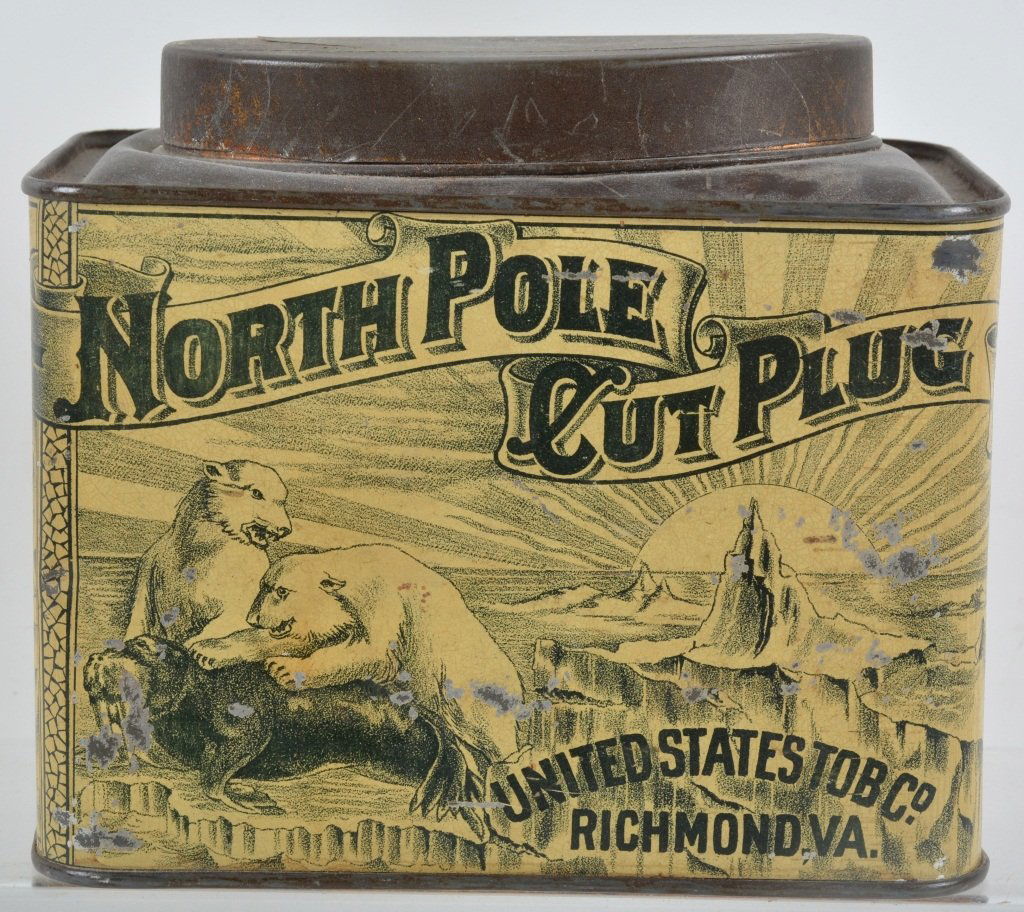 North Pole
Cut Plug
United States Tob Co.
Richmond, Va.